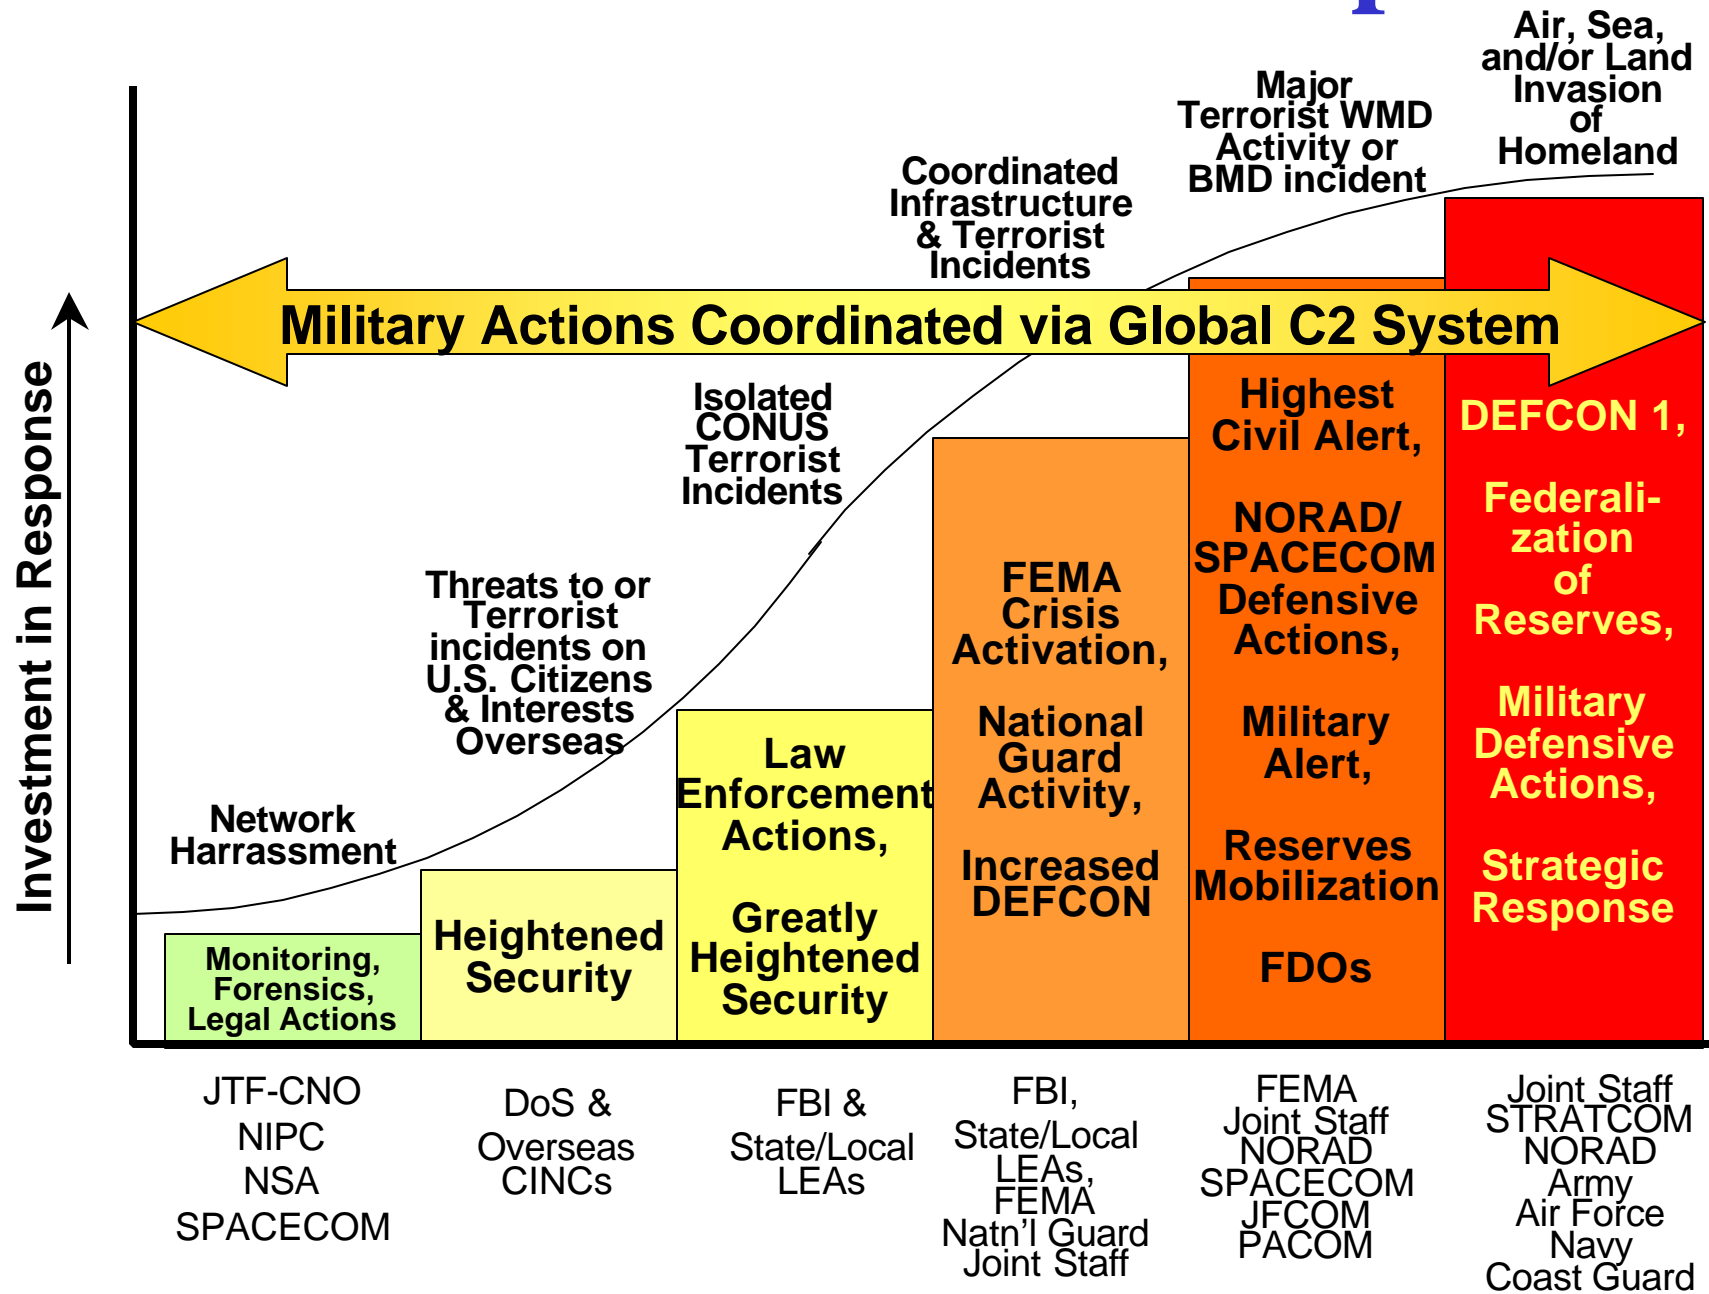 Air, Sea,
and/or Land
Invasion
of
Homeland
Major
Terrorist WMD
Activity or
BMD incident
Coordinated
Infrastructure
& Terrorist
Incidents
Military Actions Coordinated via Global C2 System
Isolated
CONUS
Terrorist
Incidents
Threats to or
Terrorist
incidents on
U.S. Citizens
& Interests
Overseas
Network
Harrassment
Investment in Response
Monitoring,
Forensics,
Legal Actions
Heightened
Security
Law
Enforcement
Actions,
Greatly
Heightened
Security
FEMA
Crisis
Activation,
National
Guard
Activity,
Increased
DEFCON
Highest
Civil Alert,
NORAD/
SPACECOM
Defensive
Actions,
Military
Alert,
Reserves
Mobilization
FDOs
DEFCON 1,
Federali-
zation
of
Reserves,
Military
Defensive
Actions,
Strategic
Response
JTF-CNO
NIPC
NSA
SPACECOM
DoS &
Overseas
CINCs
FBI &
State/Local
LEAs
FBI,
State/Local
LEAs,
FEMA
Natn'l Guard
Joint Staff
FEMA
Joint Staff
NORAD
SPACECOM
JFCOM
PACOM
Joint Staff
STRATCOM
NORAD
Army
Air Force
Navy
Coast Guard